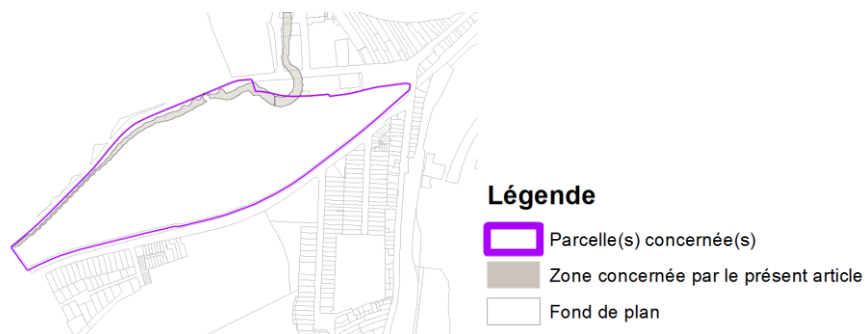 Légende
Parcelle(s) concernée(s)
Zone concernée par le présent article
Fond de plan